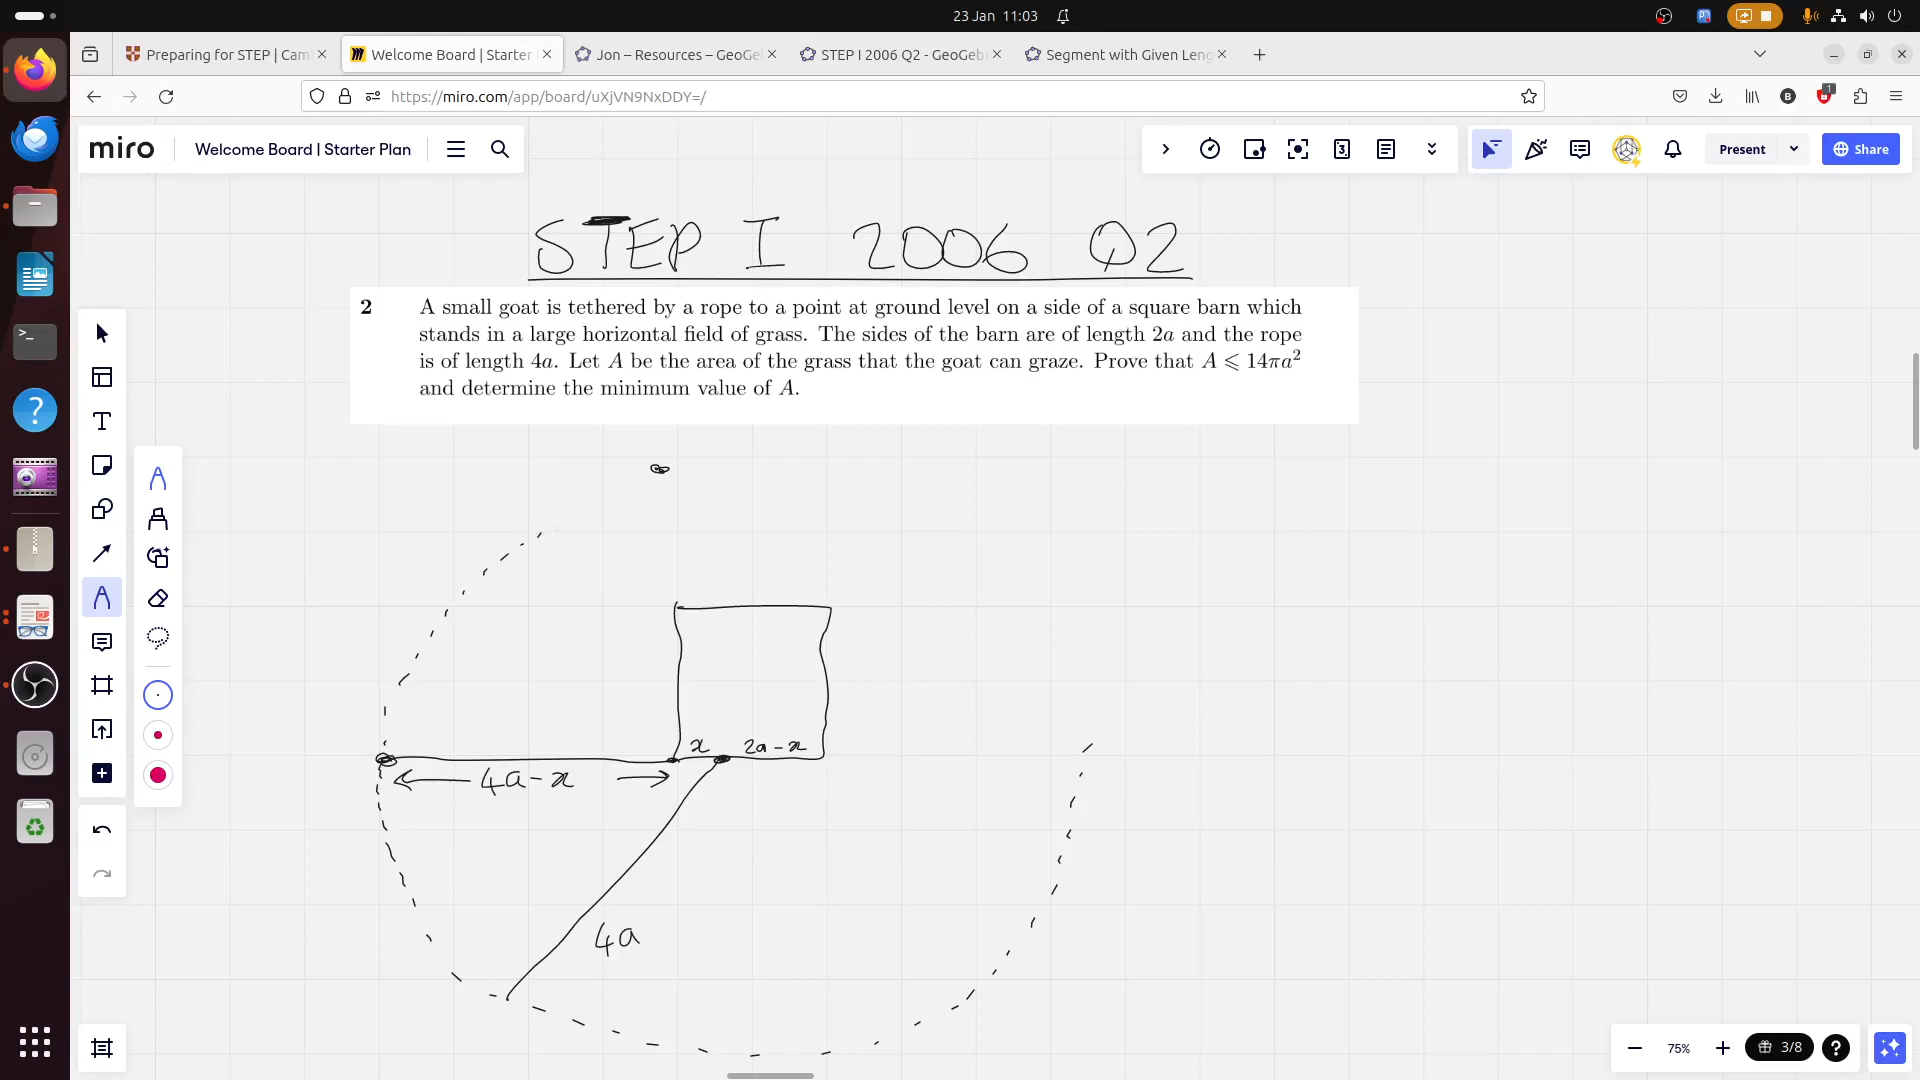 23 Jan 11:03
Preparing for STEP | Cam
Welcome Board | Starter
Jon – Resources – GeoGe
STEP I 2006 Q2 - GeoGeb
Segment with Given Leng
https://miro.com/app/board/uXjVN9NxDDY=/
miro
Welcome Board | Starter Plan
Present
Share
STEP I 2006 Q2
2 A small goat is tethered by a rope to a point at ground level on a side of a square barn which
stands in a large horizontal field of grass. The sides of the barn are of length 2a and the rope
is of length 4a. Let A be the area of the grass that the goat can graze. Prove that A ⩽ 14πa²
and determine the minimum value of A.
x 2a - x
4a - x
4a
75%
3/8